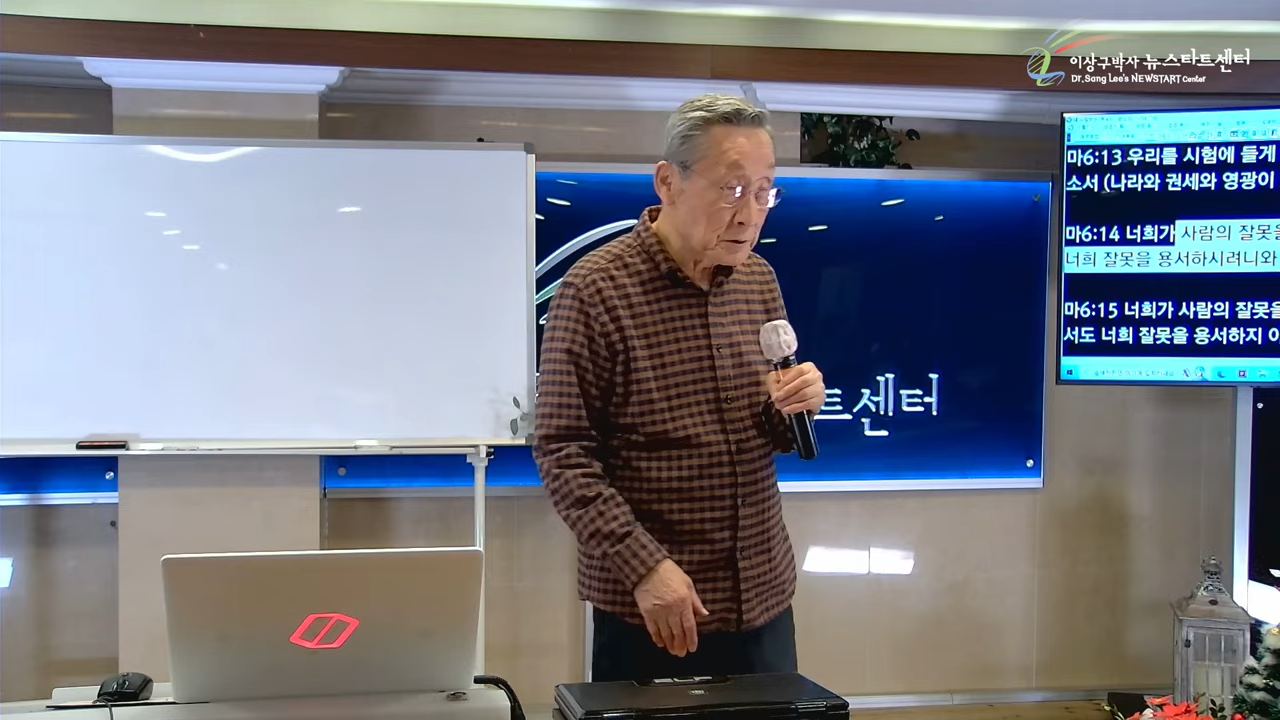 이상구박사 뉴스타트센터
Dr. Sang Lee's NEWSTART Center
마6:13 우리를 시험에 들게
소서 (나라와 권세와 영광이
마6:14 너희가 사람의 잘못을
너희 잘못을 용서하시려니와
마6:15 너희가 사람의 잘못을
서도 너희 잘못을 용서하지 아
트센터